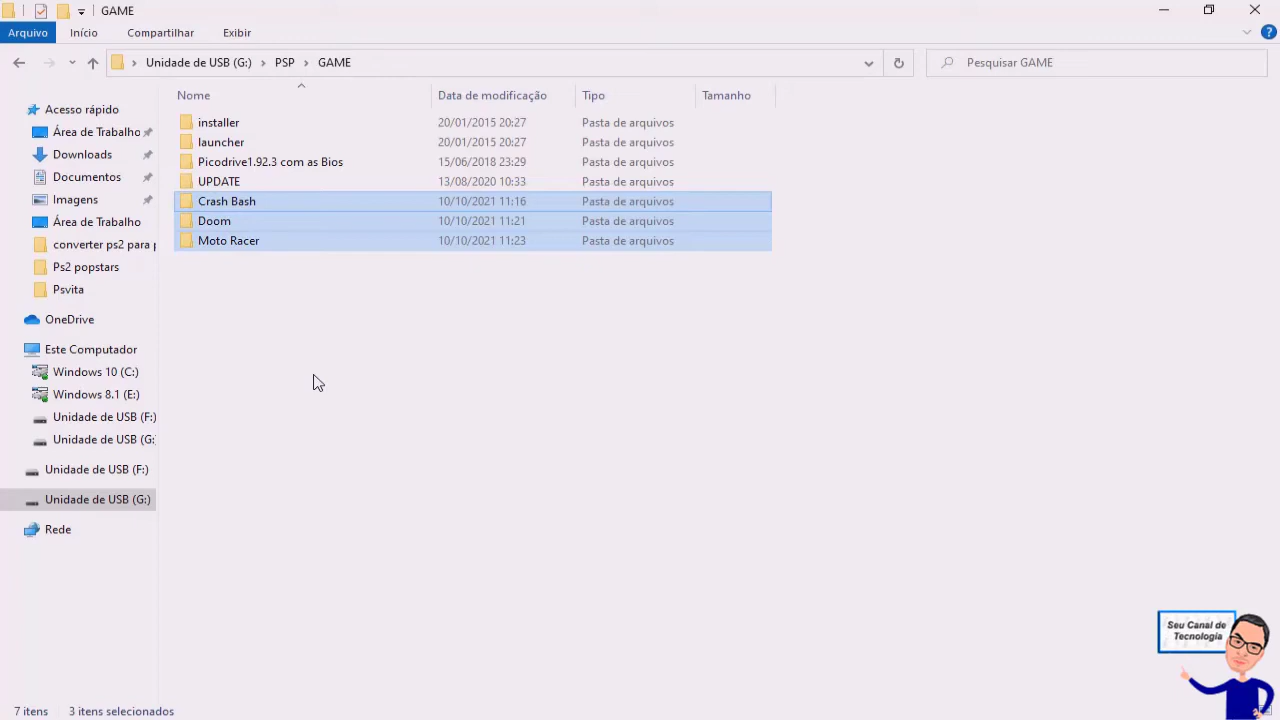 GAME
Arquivo Início Compartilhar Exibir
Unidade de USB (G:) PSP GAME Pesquisar GAME
Nome Data de modificação Tipo Tamanho
Acesso rápido
Área de Trabalho
Downloads
Documentos
Imagens
Área de Trabalho
converter ps2 para p
Ps2 popstars
Psvita
OneDrive
Este Computador
Windows 10 (C:)
Windows 8.1 (E:)
Unidade de USB (F:)
Unidade de USB (G:
Unidade de USB (F:)
Unidade de USB (G:)
Rede
installer 20/01/2015 20:27 Pasta de arquivos
launcher 20/01/2015 20:27 Pasta de arquivos
Picodrive1.92.3 com as Bios 15/06/2018 23:29 Pasta de arquivos
UPDATE 13/08/2020 10:33 Pasta de arquivos
Crash Bash 10/10/2021 11:16 Pasta de arquivos
Doom 10/10/2021 11:21 Pasta de arquivos
Moto Racer 10/10/2021 11:23 Pasta de arquivos
Seu Canal de
Tecnologia
7 itens 3 itens selecionados